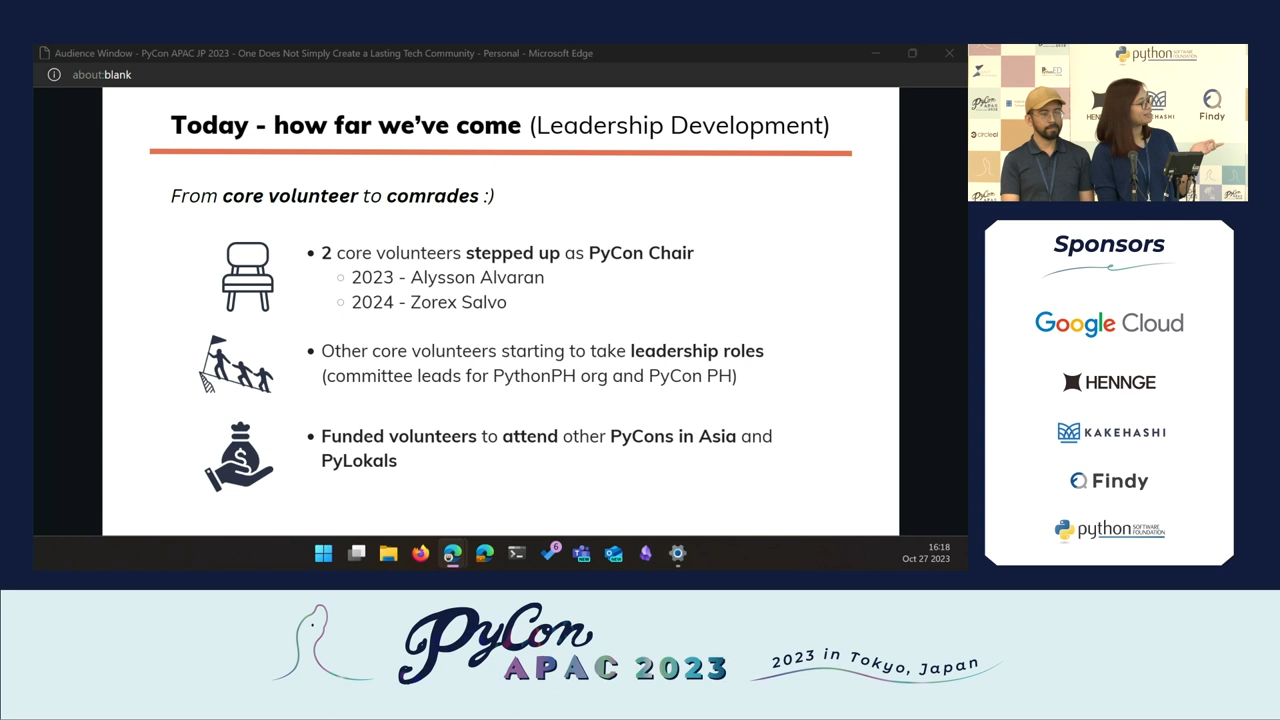 Audience Window - PyCon APAC JP 2023 - One Does Not Simply Create a Lasting Tech Community - Personal - Microsoft Edge
about:blank
Today - how far we've come (Leadership Development)
From core volunteer to comrades :)
• 2 core volunteers stepped up as PyCon Chair
○ 2023 - Alysson Alvaran
○ 2024 - Zorex Salvo
• Other core volunteers starting to take leadership roles
(committee leads for PythonPH org and PyCon PH)
• Funded volunteers to attend other PyCons in Asia and
PyLokals
6
16:18
Oct 27 2023
python
SOFTWARE
FOUNDATION
PyCon
circleci
Findy
Sponsors
Google Cloud
HENNGE
KAKEHASHI
Findy
python
SOFTWARE
FOUNDATION
PyCon
APAC 2023
2023 in Tokyo, Japan